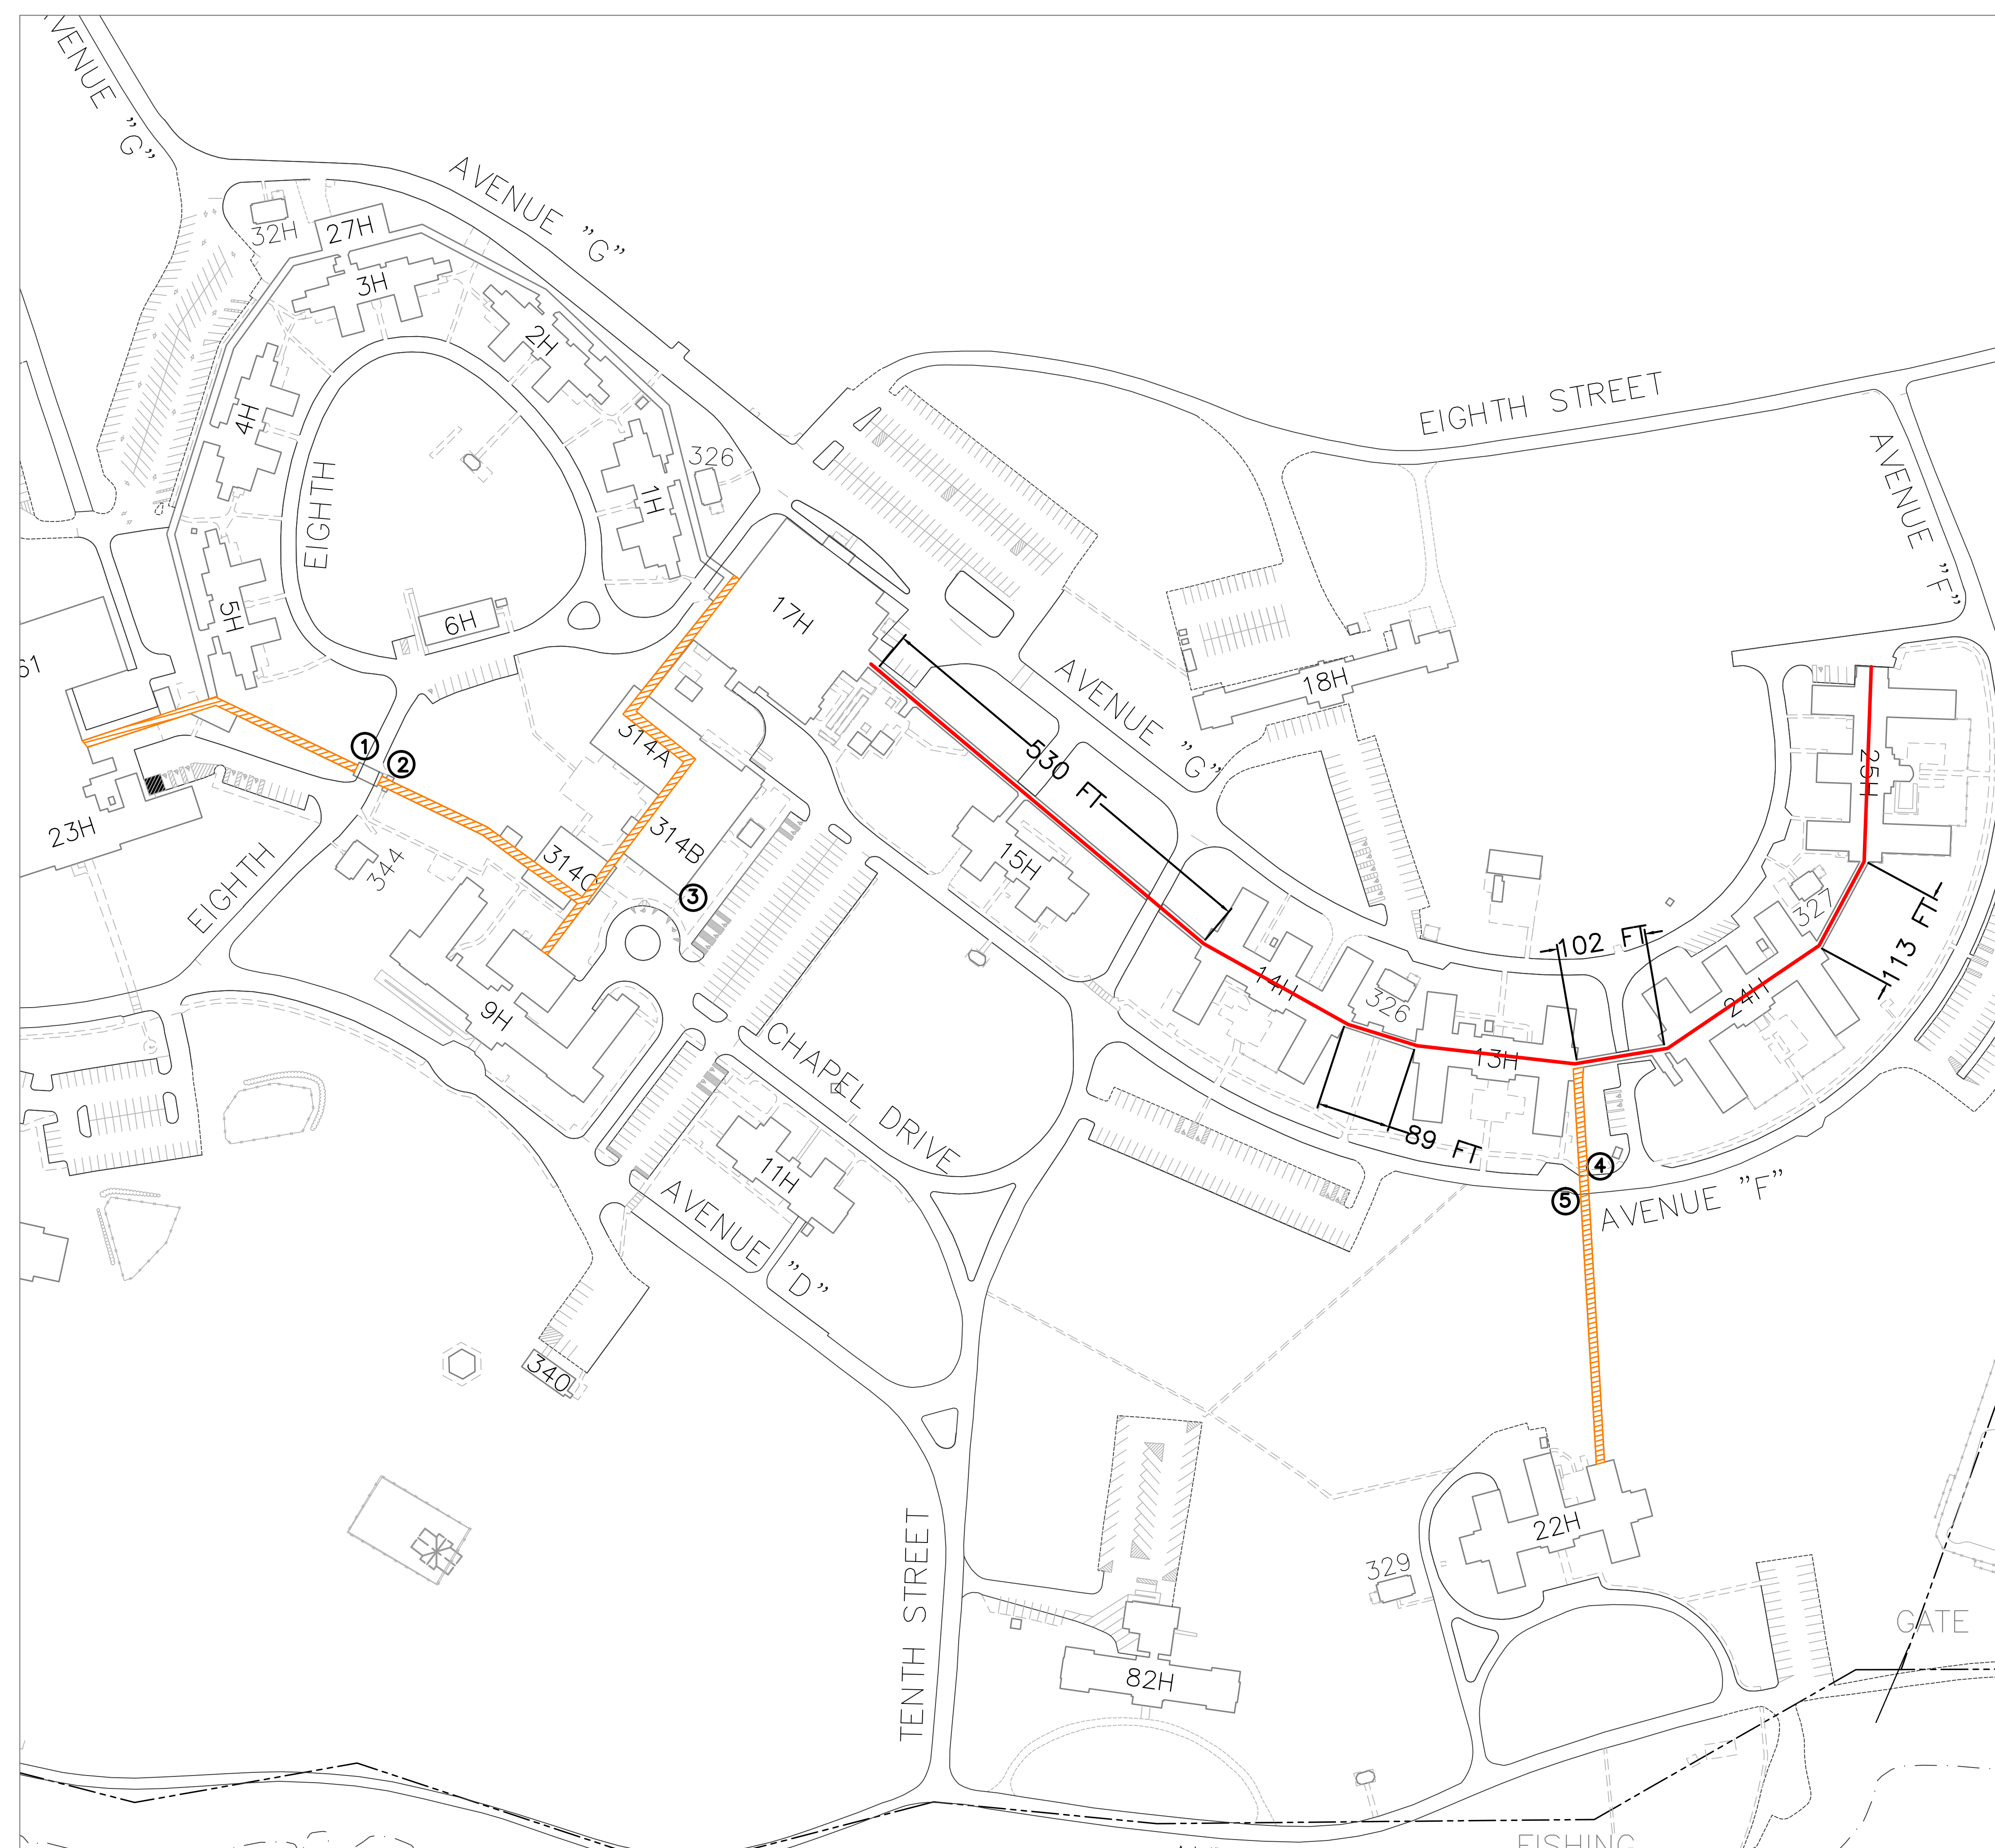 AVENUE "G"
AVENUE "G"
32H
27H
3H
2H
4H
1H
326
EIGHTH
5H
6H
17H
EIGHTH STREET
AVENUE "F"
18H
AVENUE "G"
530 FT
25H
61
314A
1
2
23H
344
314C
314B
3
15H
327
113 FT
EIGHTH
9H
14H
326
102 FT
24H
13H
89 FT
CHAPEL DRIVE
11H
AVENUE "D"
4
5
AVENUE "F"
340
22H
329
TENTH STREET
82H
GATE
FISHING